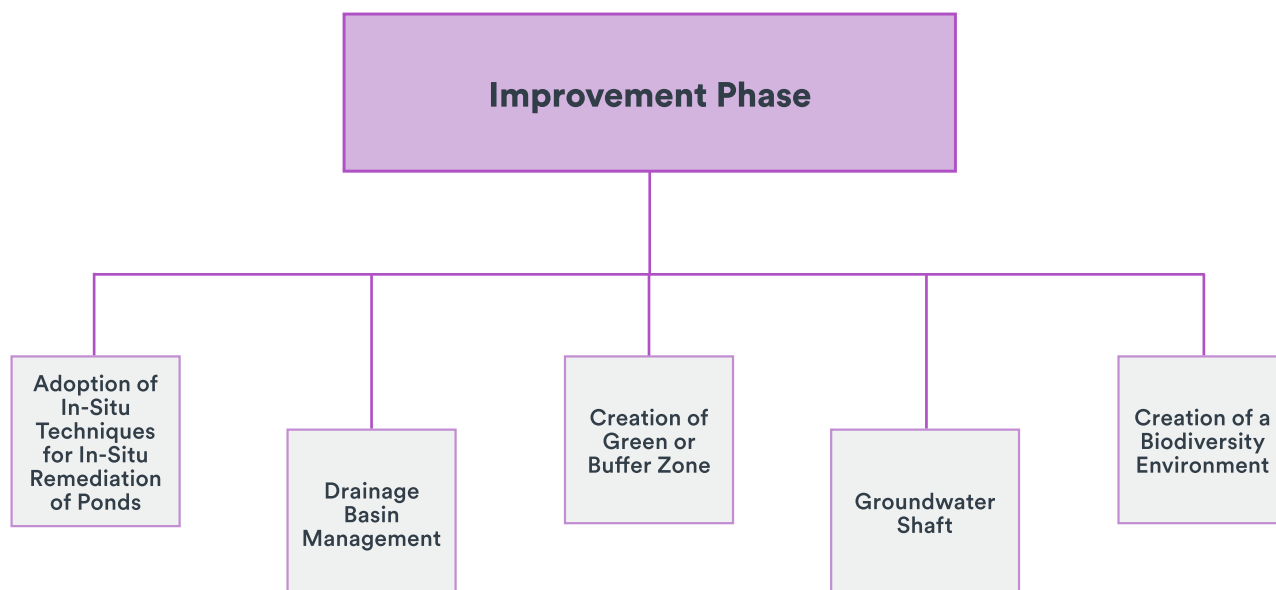 Improvement Phase
Adoption of
In-Situ
Techniques
for In-Situ
Remediation
of Ponds
Drainage
Basin
Management
Creation of
Green or
Buffer Zone
Groundwater
Shaft
Creation of a
Biodiversity
Environment